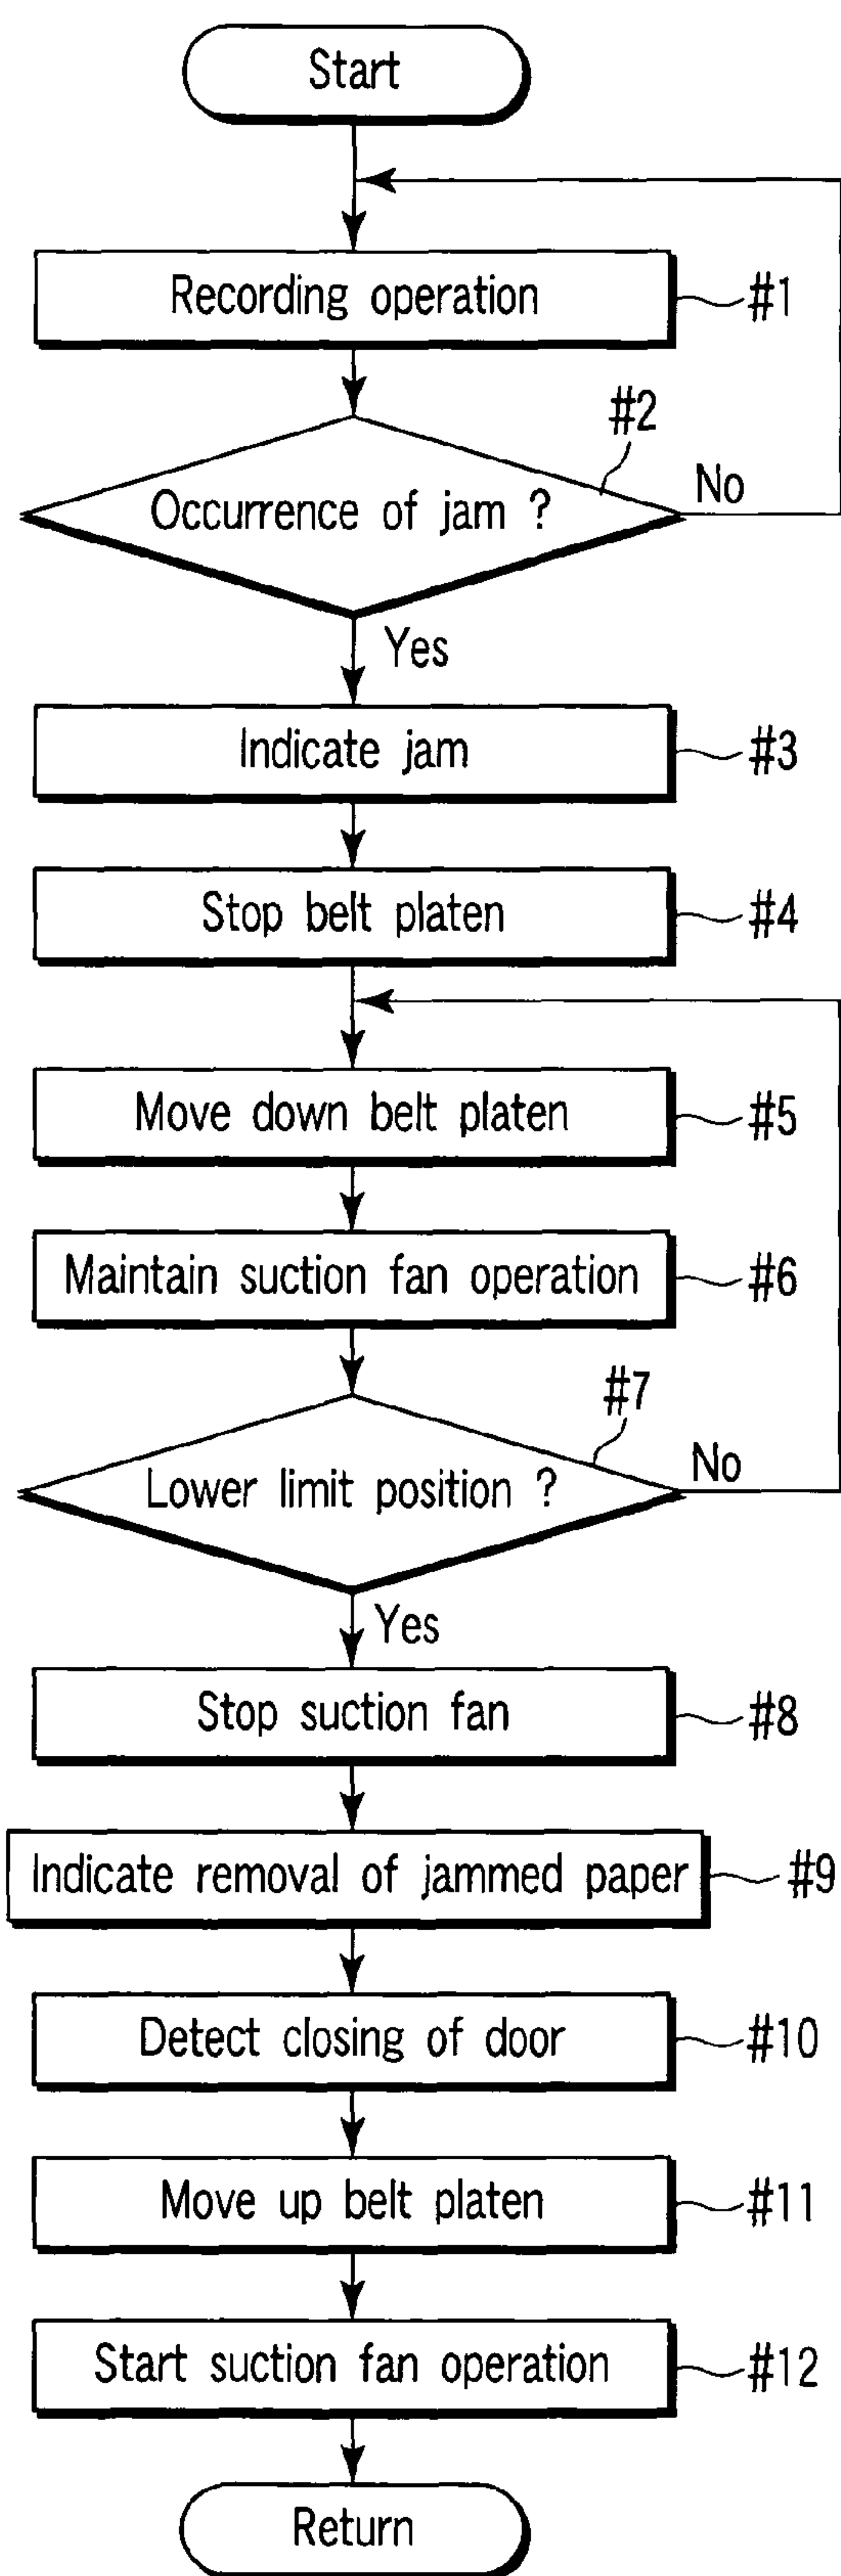 Start
Recording operation
#1
#2
Occurrence of jam ?
No
Yes
Indicate jam
#3
Stop belt platen
#4
Move down belt platen
#5
Maintain suction fan operation
#6
#7
Lower limit position ?
No
Yes
Stop suction fan
#8
Indicate removal of jammed paper
#9
Detect closing of door
#10
Move up belt platen
#11
Start suction fan operation
#12
Return